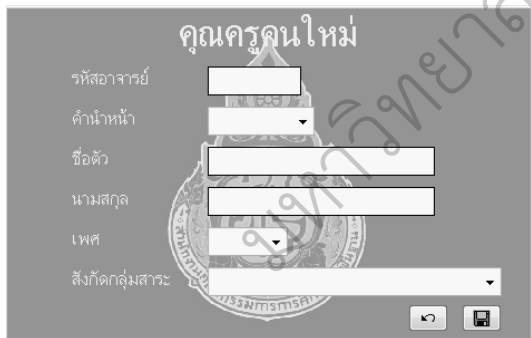 คุณครูคนใหม่
รหัสอาจารย์
คำนำหน้า
ชื่อตัว
นามสกุล
เพศ
สังกัดกลุ่มสาระ